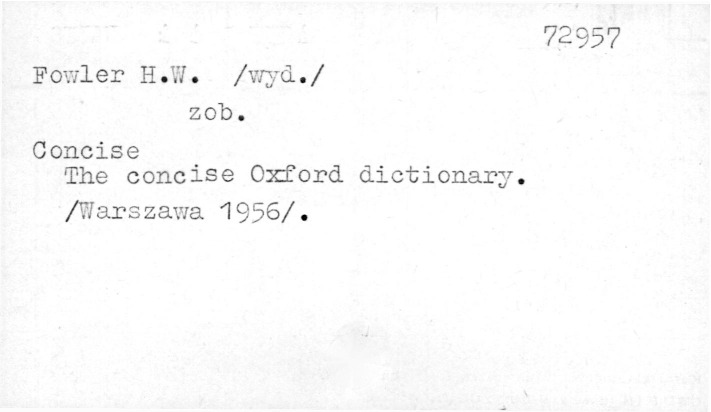 72957
Fowler H.W. /wyd./
zob.
Concise
The concise Oxford dictionary.
/Warszawa 1956/.